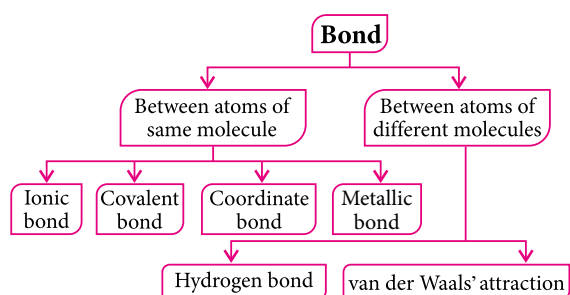 Bond
Between atoms of
same molecule
Between atoms of
different molecules
Ionic
bond
Covalent
bond
Coordinate
bond
Metallic
bond
Hydrogen bond
van der Waals’ attraction